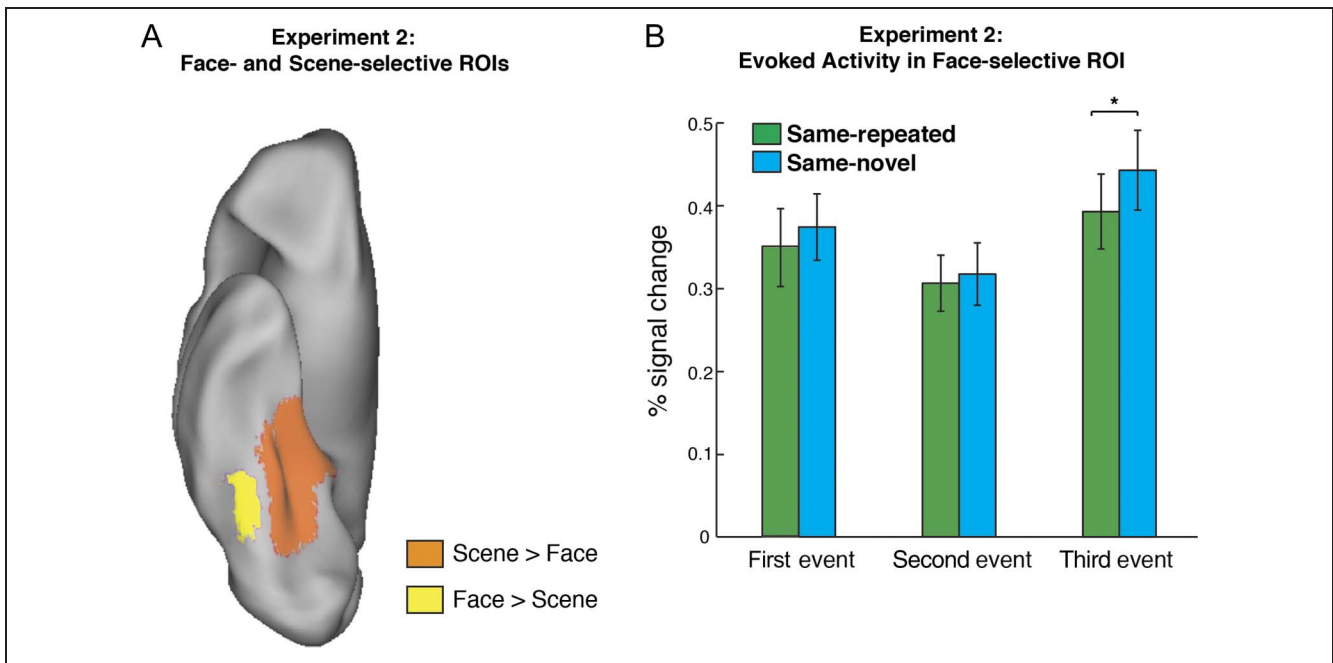 A
Experiment 2:
Face- and Scene-selective ROIs
Scene > Face
Face > Scene
B
Experiment 2:
Evoked Activity in Face-selective ROI
*
Same-repeated
Same-novel
% signal change
0.5
0.4
0.3
0.2
0.1
0
First event
Second event
Third event